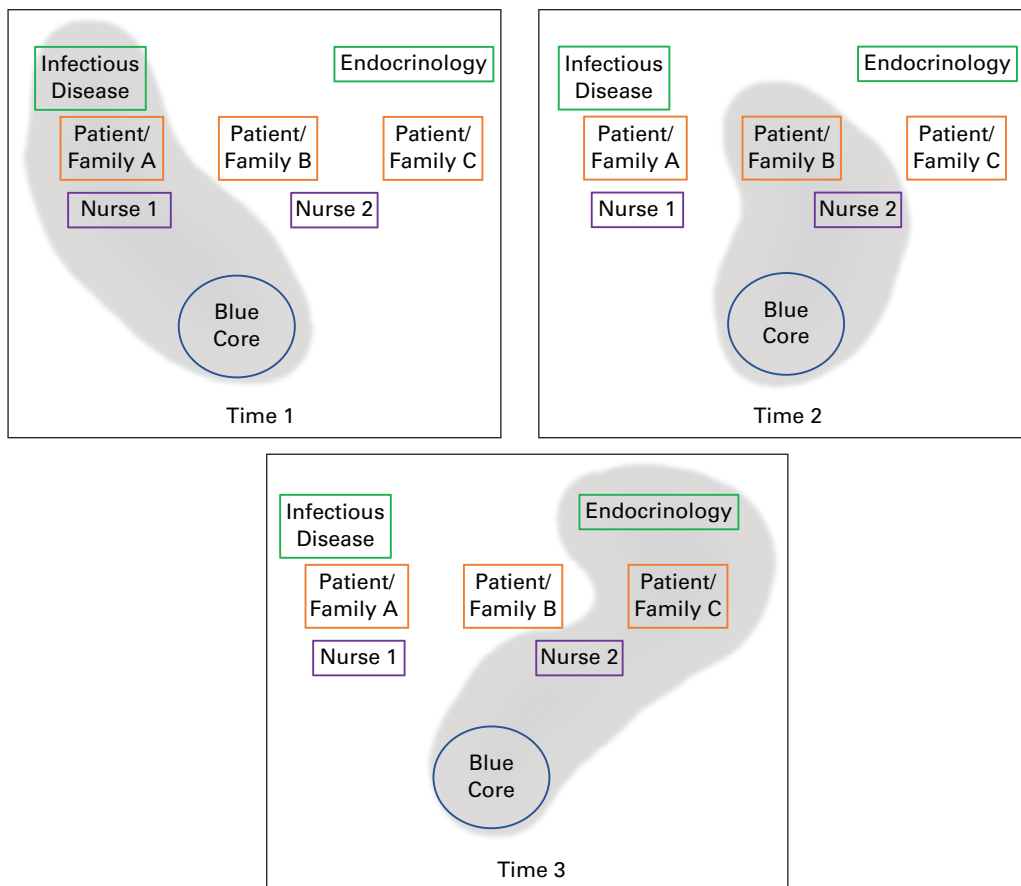 Infectious
Disease
Endocrinology
Patient/
Family A
Patient/
Family B
Patient/
Family C
Nurse 1
Nurse 2
Blue
Core
Time 1
Infectious
Disease
Endocrinology
Patient/
Family A
Patient/
Family B
Patient/
Family C
Nurse 1
Nurse 2
Blue
Core
Time 2
Infectious
Disease
Endocrinology
Patient/
Family A
Patient/
Family B
Patient/
Family C
Nurse 1
Nurse 2
Blue
Core
Time 3